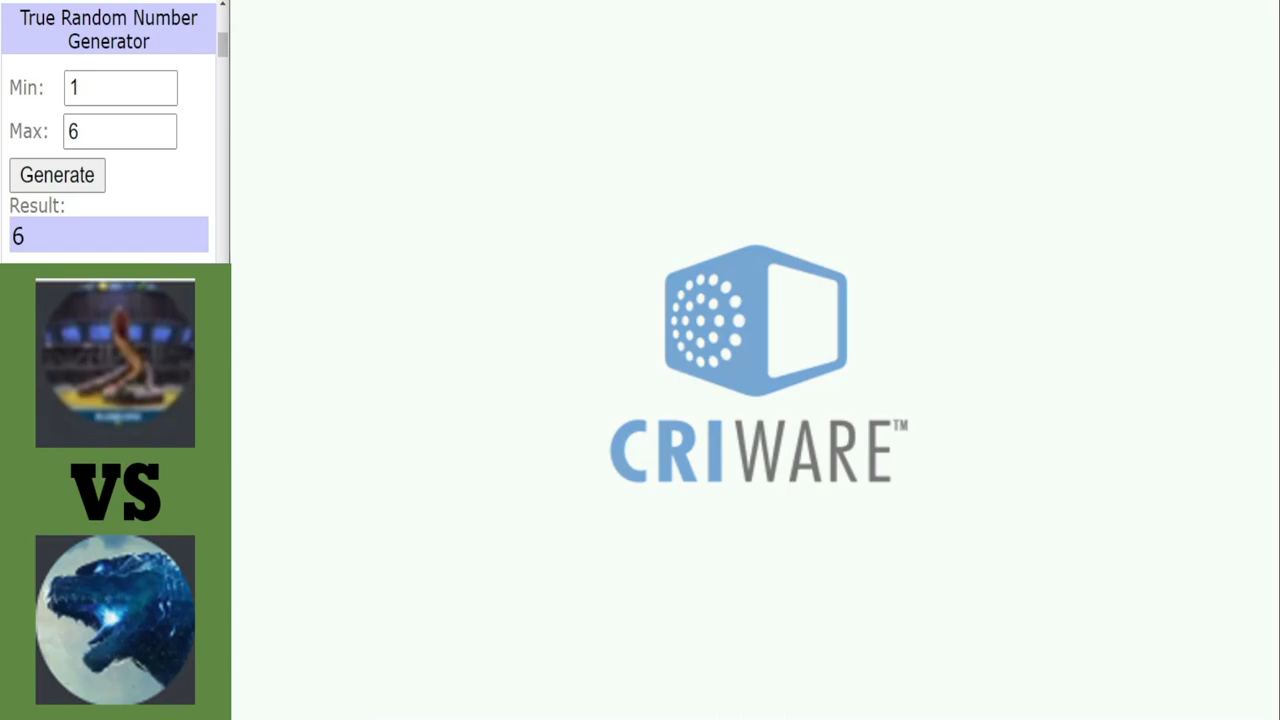 True Random Number
Generator
Min: 1
Max: 6
Generate
Result:
6
VS
CRIWARE™